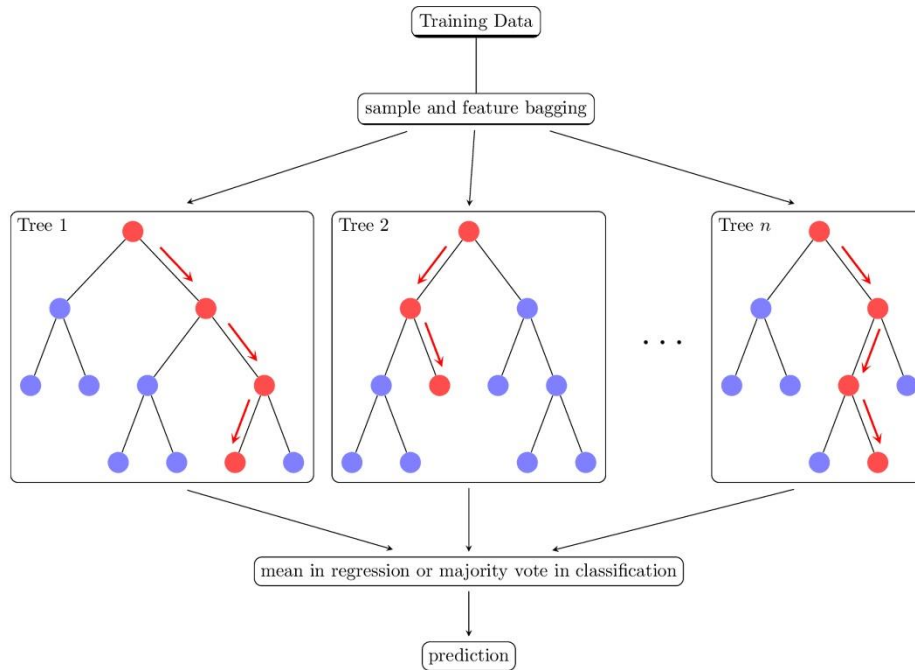 Training Data
sample and feature bagging
Tree 1
Tree 2
Tree n
. . .
mean in regression or majority vote in classification
prediction